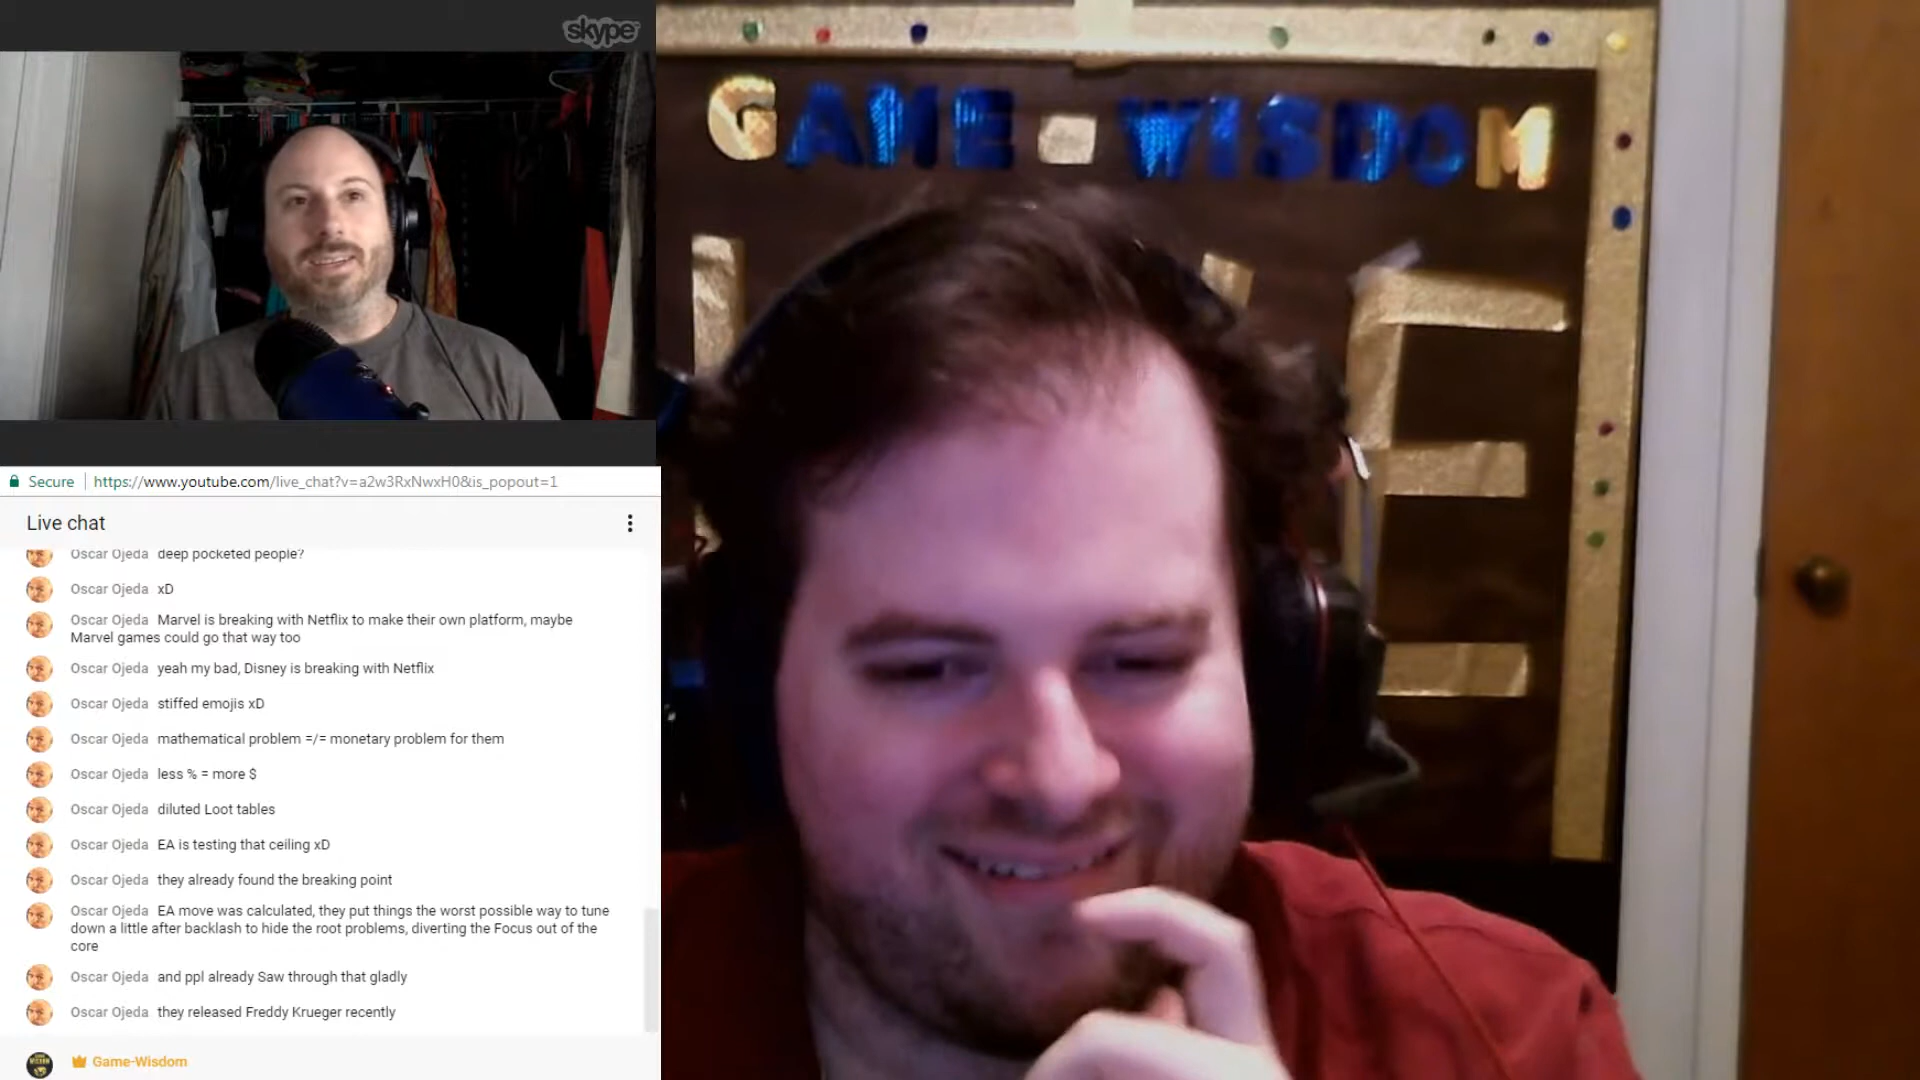 skype
GAME-WISDOM
LIVE
Secure https://www.youtube.com/live_chat?v=a2w3RxNwxH0&is_popout=1
Live chat
Oscar Ojeda deep pocketed people?
Oscar Ojeda xD
Oscar Ojeda Marvel is breaking with Netflix to make their own platform, maybe
Marvel games could go that way too
Oscar Ojeda yeah my bad, Disney is breaking with Netflix
Oscar Ojeda stiffed emojis xD
Oscar Ojeda mathematical problem =/= monetary problem for them
Oscar Ojeda less % = more $
Oscar Ojeda diluted Loot tables
Oscar Ojeda EA is testing that ceiling xD
Oscar Ojeda they already found the breaking point
Oscar Ojeda EA move was calculated, they put things the worst possible way to tune
down a little after backlash to hide the root problems, diverting the Focus out of the
core
Oscar Ojeda and ppl already Saw through that gladly
Oscar Ojeda they released Freddy Krueger recently
Game-Wisdom